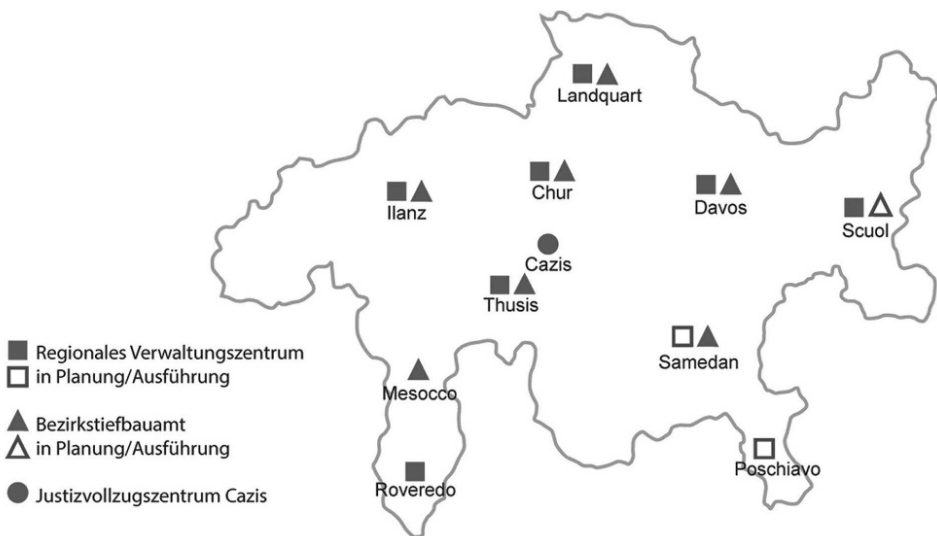 Landquart
Chur
Ilanz
Davos
Scuol
Cazis
Thusis
Samedan
Mesocco
Poschiavo
Roveredo
Regionales Verwaltungszentrum
in Planung/Ausführung
Bezirkstiefbauamt
in Planung/Ausführung
Justizvollzugszentrum Cazis